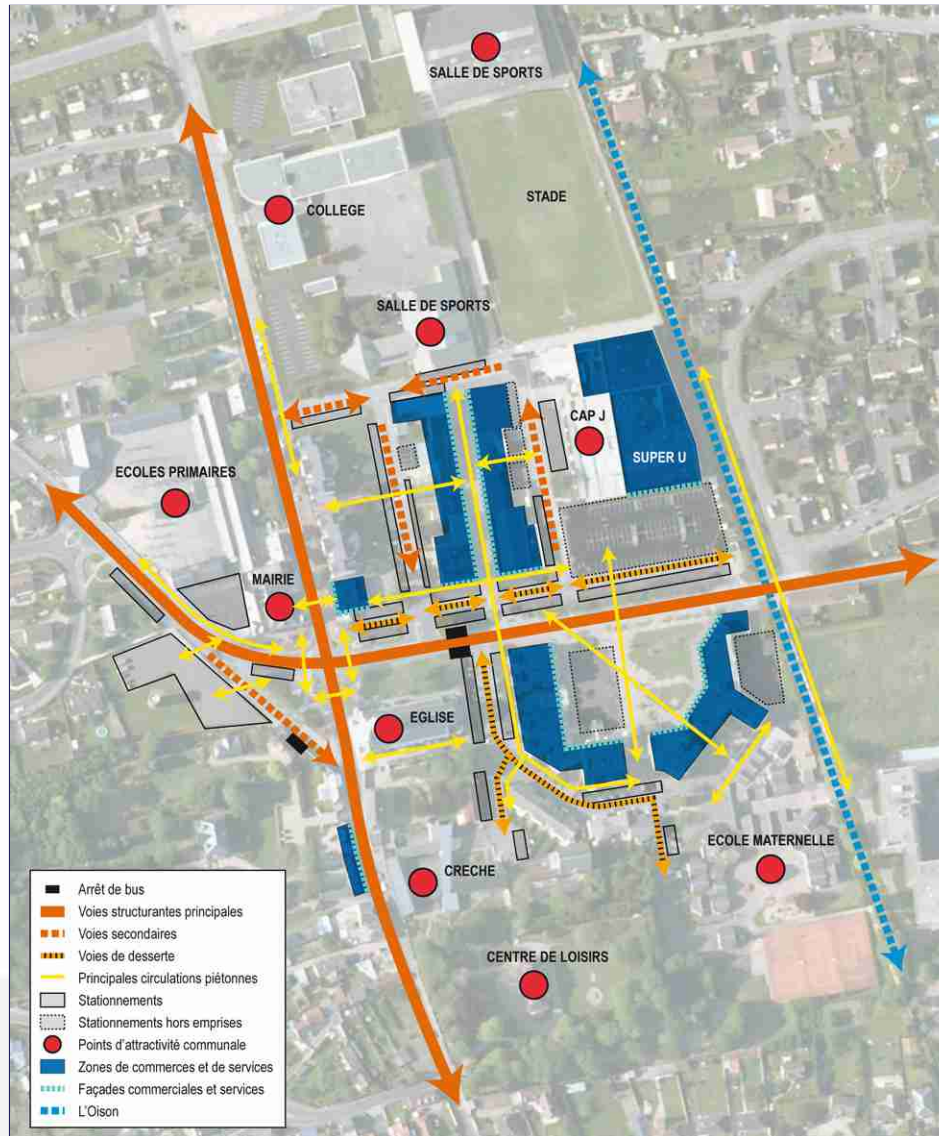 SALLE DE SPORTS
STADE
COLLEGE
SALLE DE SPORTS
CAP J
SUPER U
ECOLES PRIMAIRES
MAIRIE
EGLISE
ECOLE MATERNELLE
CRECHE
CENTRE DE LOISIRS
Arrêt de bus
Voies structurantes principales
Voies secondaires
Voies de desserte
Principales circulations piétonnes
Stationnements
Stationnements hors emprises
Points d'attractivité communale
Zones de commerces et de services
Façades commerciales et services
L'Oison